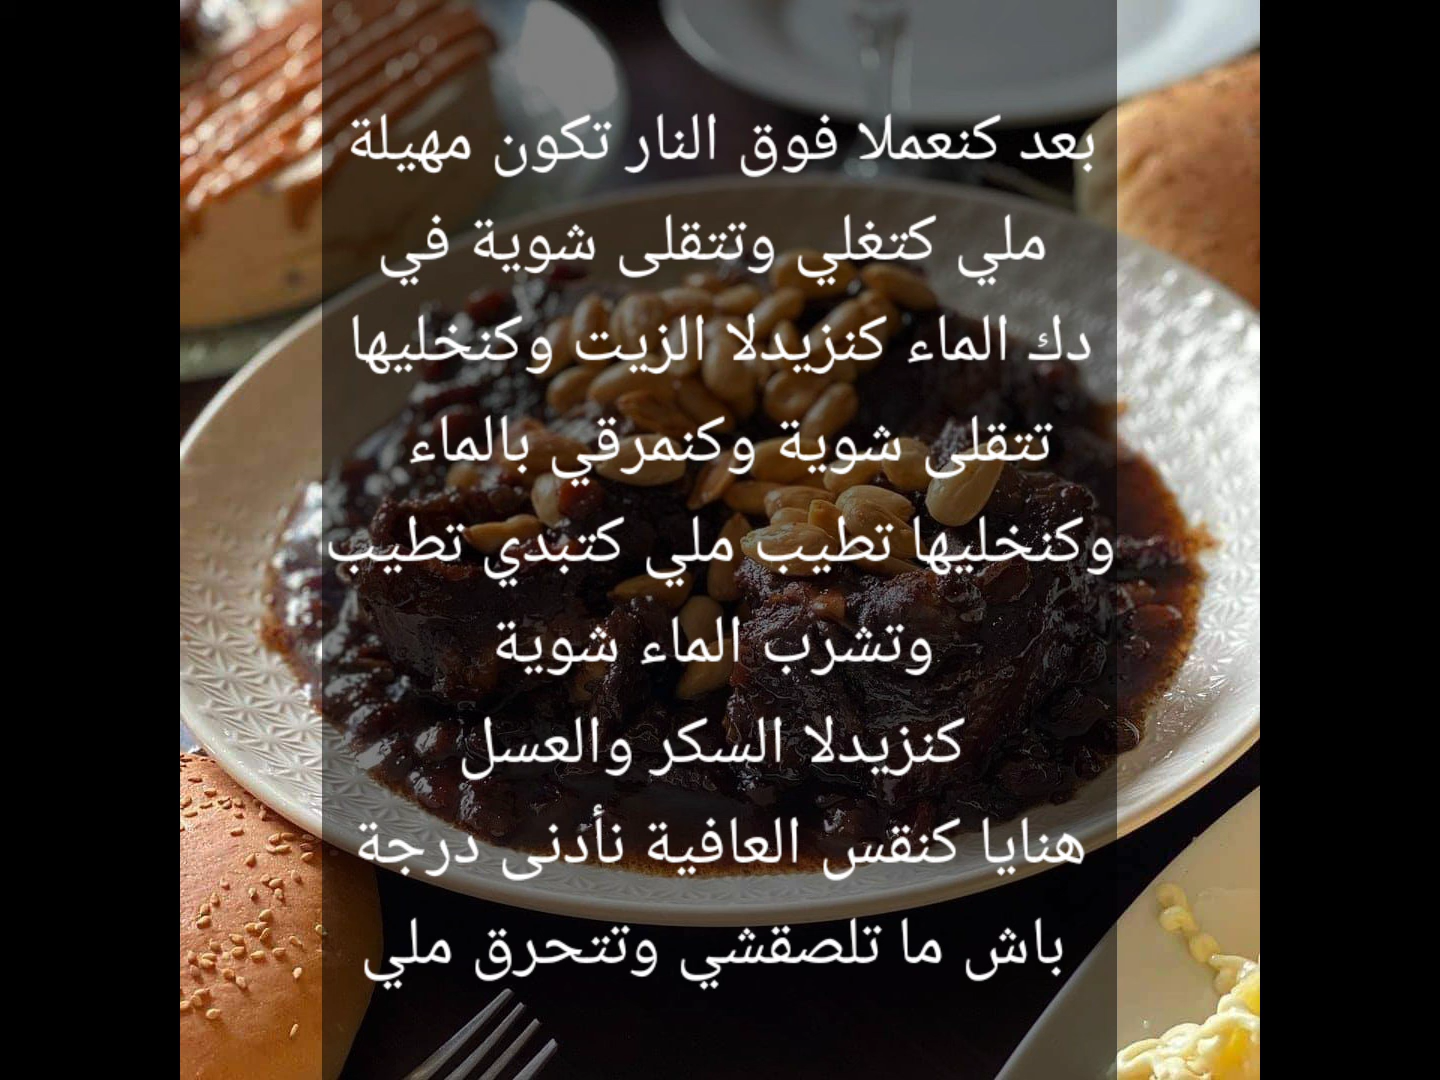 بعد كنعملا فوق النار تكون مهيلة
ملي كتغلي وتتقلى شوية في
دك الماء كنزيدلا الزيت وكنخليها
تتقلى شوية وكنمرقي بالماء
وكنخليها تطيب ملي كتبدي تطيب
وتشرب الماء شوية
كنزيدلا السكر والعسل
هنايا كنقس العافية نأدنى درجة
باش ما تلصقشي وتتحرق ملي